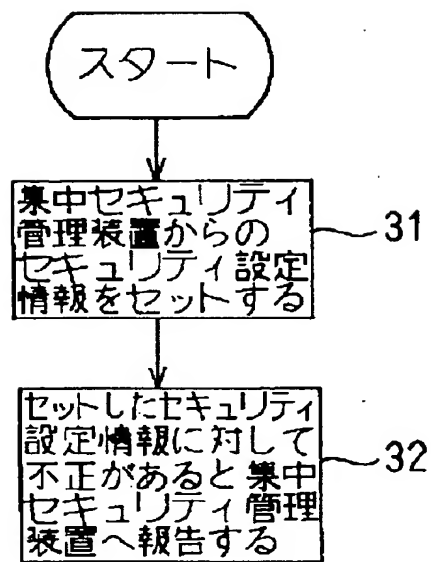 スタート
集中セキュリティ
管理装置からの
セキュリティ設定
情報をセットする
31
セットしたセキュリティ
設定情報に対して
不正があると集中
セキュリティ管理
装置へ報告する
32